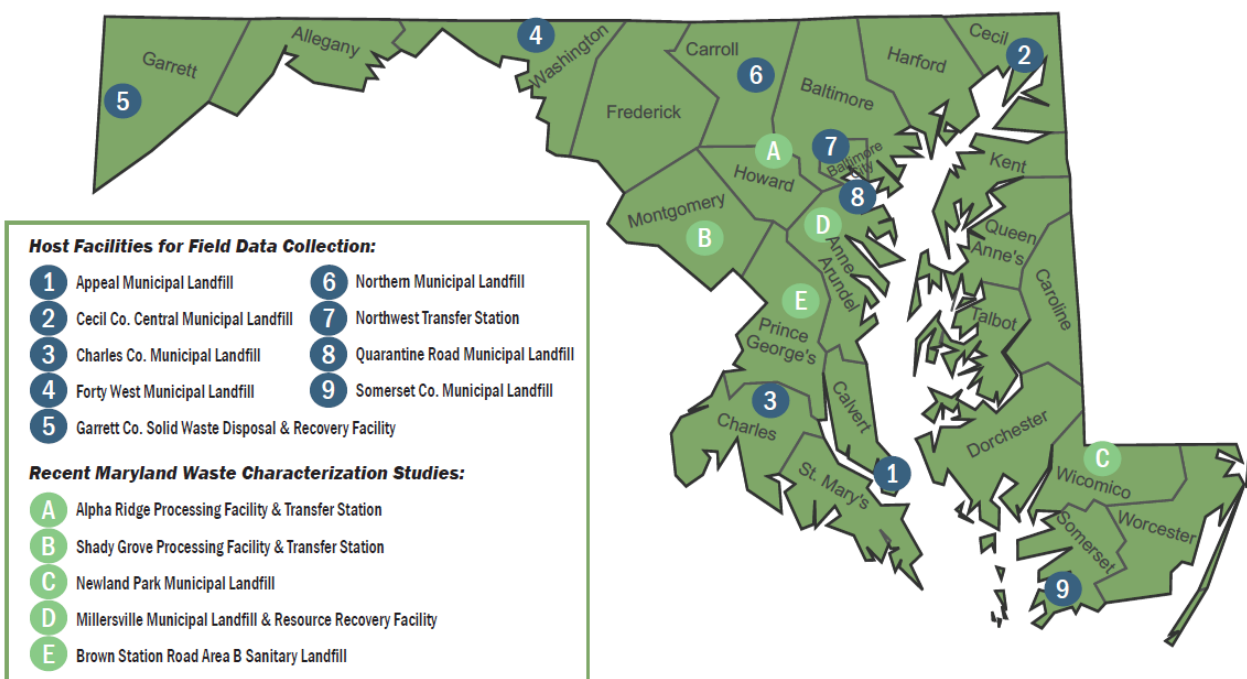 Garrett
Allegany
Washington
Frederick
Carroll
Baltimore
Harford
Cecil
Howard
Baltimore
City
Montgomery
Anne
Arundel
Prince
George's
Calvert
Charles
St. Mary's
Kent
Queen
Anne's
Caroline
Talbot
Dorchester
Wicomico
Worcester
Somerset
5
4
6
2
A
7
8
B
D
E
3
1
C
9
Host Facilities for Field Data Collection:
1 Appeal Municipal Landfill
2 Cecil Co. Central Municipal Landfill
3 Charles Co. Municipal Landfill
4 Forty West Municipal Landfill
5 Garrett Co. Solid Waste Disposal & Recovery Facility
6 Northern Municipal Landfill
7 Northwest Transfer Station
8 Quarantine Road Municipal Landfill
9 Somerset Co. Municipal Landfill
Recent Maryland Waste Characterization Studies:
A Alpha Ridge Processing Facility & Transfer Station
B Shady Grove Processing Facility & Transfer Station
C Newland Park Municipal Landfill
D Millersville Municipal Landfill & Resource Recovery Facility
E Brown Station Road Area B Sanitary Landfill